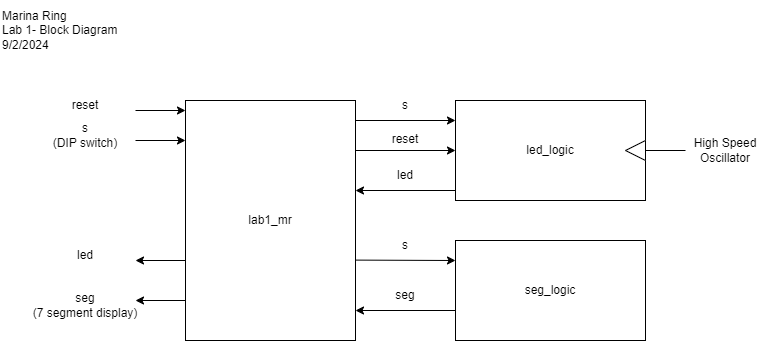 Marina Ring
Lab 1- Block Diagram
9/2/2024
reset
s
(DIP switch)
led
seg
(7 segment display)
lab1_mr
s
reset
led
s
seg
led_logic
seg_logic
High Speed
Oscillator